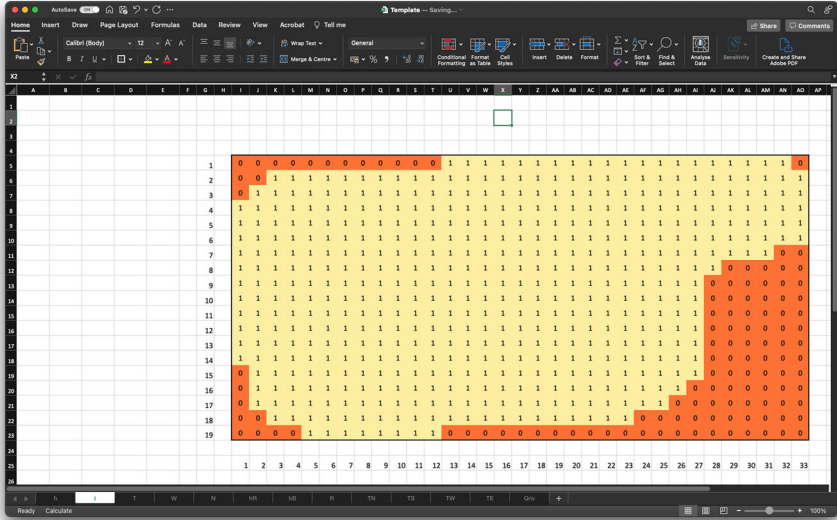 AutoSave Template — Saving...
Home Insert Draw Page Layout Formulas Data Review View Acrobat Tell me Share Comments
Paste Calibri (Body) 12 A A Wrap Text General
B I U A Merge & Centre % Conditional Formatting Format as Table Cell Styles Insert Delete Format Sort & Filter Find & Select Analyse Data Sensitivity Create and Share Adobe PDF
X2 fx
A B C D E F G H I J K L M N O P Q R S T U V W X Y Z AA AB AC AD AE AF AG AH AI AJ AK AL AM AN AO AP
1
2
3
4
5 1 0 0 0 0 0 0 0 0 0 0 0 0 1 1 1 1 1 1 1 1 1 1 1 1 1 1 1 1 1 1 1 1 0
6 2 0 0 1 1 1 1 1 1 1 1 1 1 1 1 1 1 1 1 1 1 1 1 1 1 1 1 1 1 1 1 1 1 1
7 3 0 1 1 1 1 1 1 1 1 1 1 1 1 1 1 1 1 1 1 1 1 1 1 1 1 1 1 1 1 1 1 1 1
8 4 1 1 1 1 1 1 1 1 1 1 1 1 1 1 1 1 1 1 1 1 1 1 1 1 1 1 1 1 1 1 1 1 1
9 5 1 1 1 1 1 1 1 1 1 1 1 1 1 1 1 1 1 1 1 1 1 1 1 1 1 1 1 1 1 1 1 1 1
10 6 1 1 1 1 1 1 1 1 1 1 1 1 1 1 1 1 1 1 1 1 1 1 1 1 1 1 1 1 1 1 1 1 1
11 7 1 1 1 1 1 1 1 1 1 1 1 1 1 1 1 1 1 1 1 1 1 1 1 1 1 1 1 1 1 1 1 0 0
12 8 1 1 1 1 1 1 1 1 1 1 1 1 1 1 1 1 1 1 1 1 1 1 1 1 1 1 1 1 0 0 0 0 0
13 9 1 1 1 1 1 1 1 1 1 1 1 1 1 1 1 1 1 1 1 1 1 1 1 1 1 1 1 0 0 0 0 0 0
14 10 1 1 1 1 1 1 1 1 1 1 1 1 1 1 1 1 1 1 1 1 1 1 1 1 1 1 1 0 0 0 0 0 0
15 11 1 1 1 1 1 1 1 1 1 1 1 1 1 1 1 1 1 1 1 1 1 1 1 1 1 1 1 0 0 0 0 0 0
16 12 1 1 1 1 1 1 1 1 1 1 1 1 1 1 1 1 1 1 1 1 1 1 1 1 1 1 1 0 0 0 0 0 0
17 13 1 1 1 1 1 1 1 1 1 1 1 1 1 1 1 1 1 1 1 1 1 1 1 1 1 1 1 0 0 0 0 0 0
18 14 1 1 1 1 1 1 1 1 1 1 1 1 1 1 1 1 1 1 1 1 1 1 1 1 1 1 1 0 0 0 0 0 0
19 15 0 1 1 1 1 1 1 1 1 1 1 1 1 1 1 1 1 1 1 1 1 1 1 1 1 1 1 0 0 0 0 0 0
20 16 0 1 1 1 1 1 1 1 1 1 1 1 1 1 1 1 1 1 1 1 1 1 1 1 1 1 0 0 0 0 0 0 0
21 17 0 1 1 1 1 1 1 1 1 1 1 1 1 1 1 1 1 1 1 1 1 1 1 1 1 0 0 0 0 0 0 0 0
22 18 0 0 1 1 1 1 1 1 1 1 1 1 1 1 1 1 1 1 1 1 1 1 1 0 0 0 0 0 0 0 0 0 0
23 19 0 0 0 0 1 1 1 1 1 1 1 1 0 0 0 0 0 0 0 0 0 0 0 0 0 0 0 0 0 0 0 0 0
24
25 1 2 3 4 5 6 7 8 9 10 11 12 13 14 15 16 17 18 19 20 21 22 23 24 25 26 27 28 29 30 31 32 33
26
h i T W N hR hB R TN TS TW TE Qriv +
Ready Calculate 100%